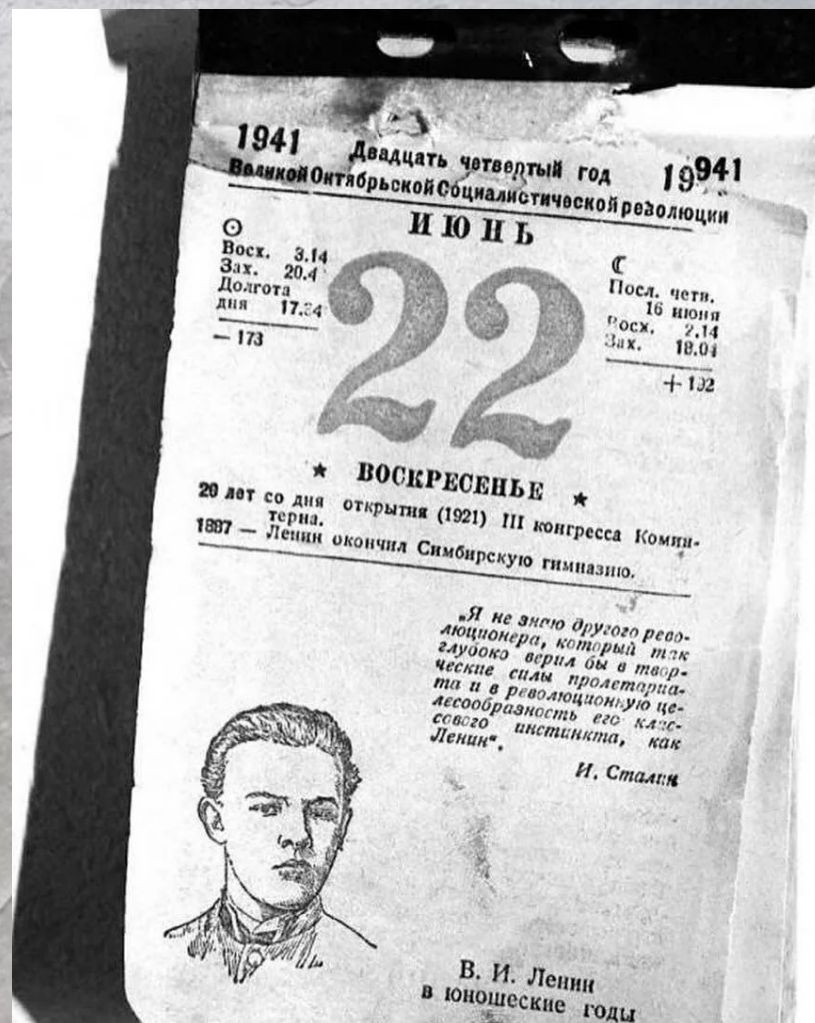 1941 Двадцать четвертый год 19941
Великой Октябрьской Социалистической революции
ИЮНЬ
Восх. 3.14
Зах. 20.4
Долгота
дня 17.34
— 173
22
Посл. четв.
16 июня
Восх. 2.14
Зах. 18.04
+ 192
★ ВОСКРЕСЕНЬЕ ★
20 лет со дня открытия (1921) III конгресса Комин-
терна.
1887 — Ленин окончил Симбирскую гимназию.
„Я не знаю другого рево-
люционера, который так
глубоко верил бы в твор-
ческие силы пролетариа-
та и в революционную це-
лесообразность его клас-
сового инстинкта, как
Ленин“.
И. Сталин
В. И. Ленин
в юношеские годы